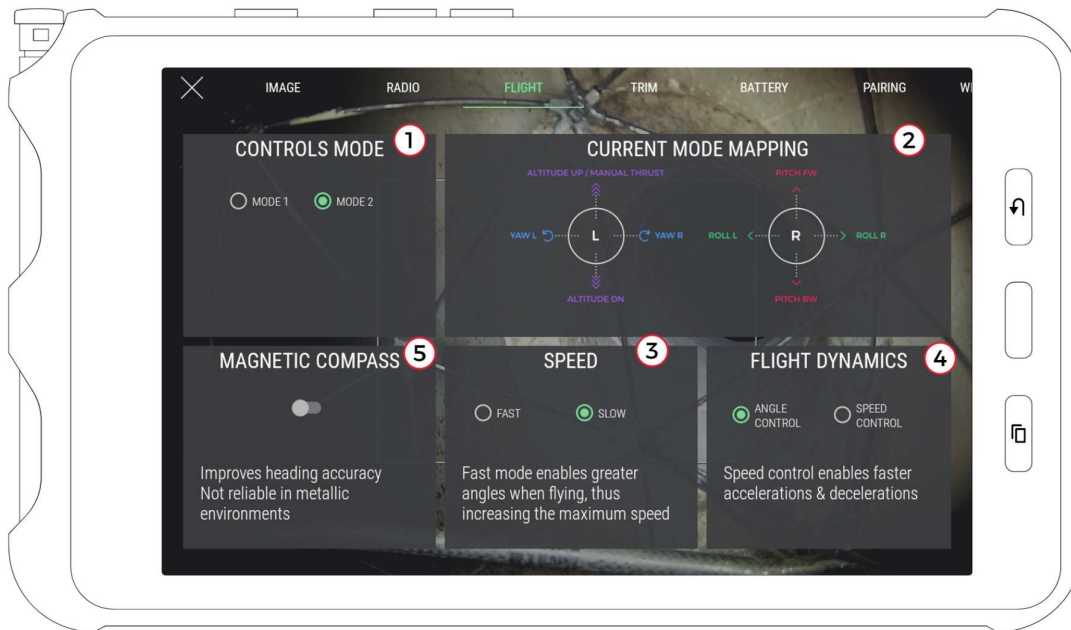 IMAGE RADIO FLIGHT TRIM BATTERY PAIRING WI
CONTROLS MODE 1
MODE 1 MODE 2
CURRENT MODE MAPPING 2
ALTITUDE UP / MANUAL THRUST
YAW L L YAW R
ALTITUDE DN
PITCH FW
ROLL L R ROLL R
PITCH BW
MAGNETIC COMPASS 5
Improves heading accuracy
Not reliable in metallic
environments
SPEED 3
FAST SLOW
Fast mode enables greater
angles when flying, thus
increasing the maximum speed
FLIGHT DYNAMICS 4
ANGLE
CONTROL
SPEED
CONTROL
Speed control enables faster
accelerations & decelerations